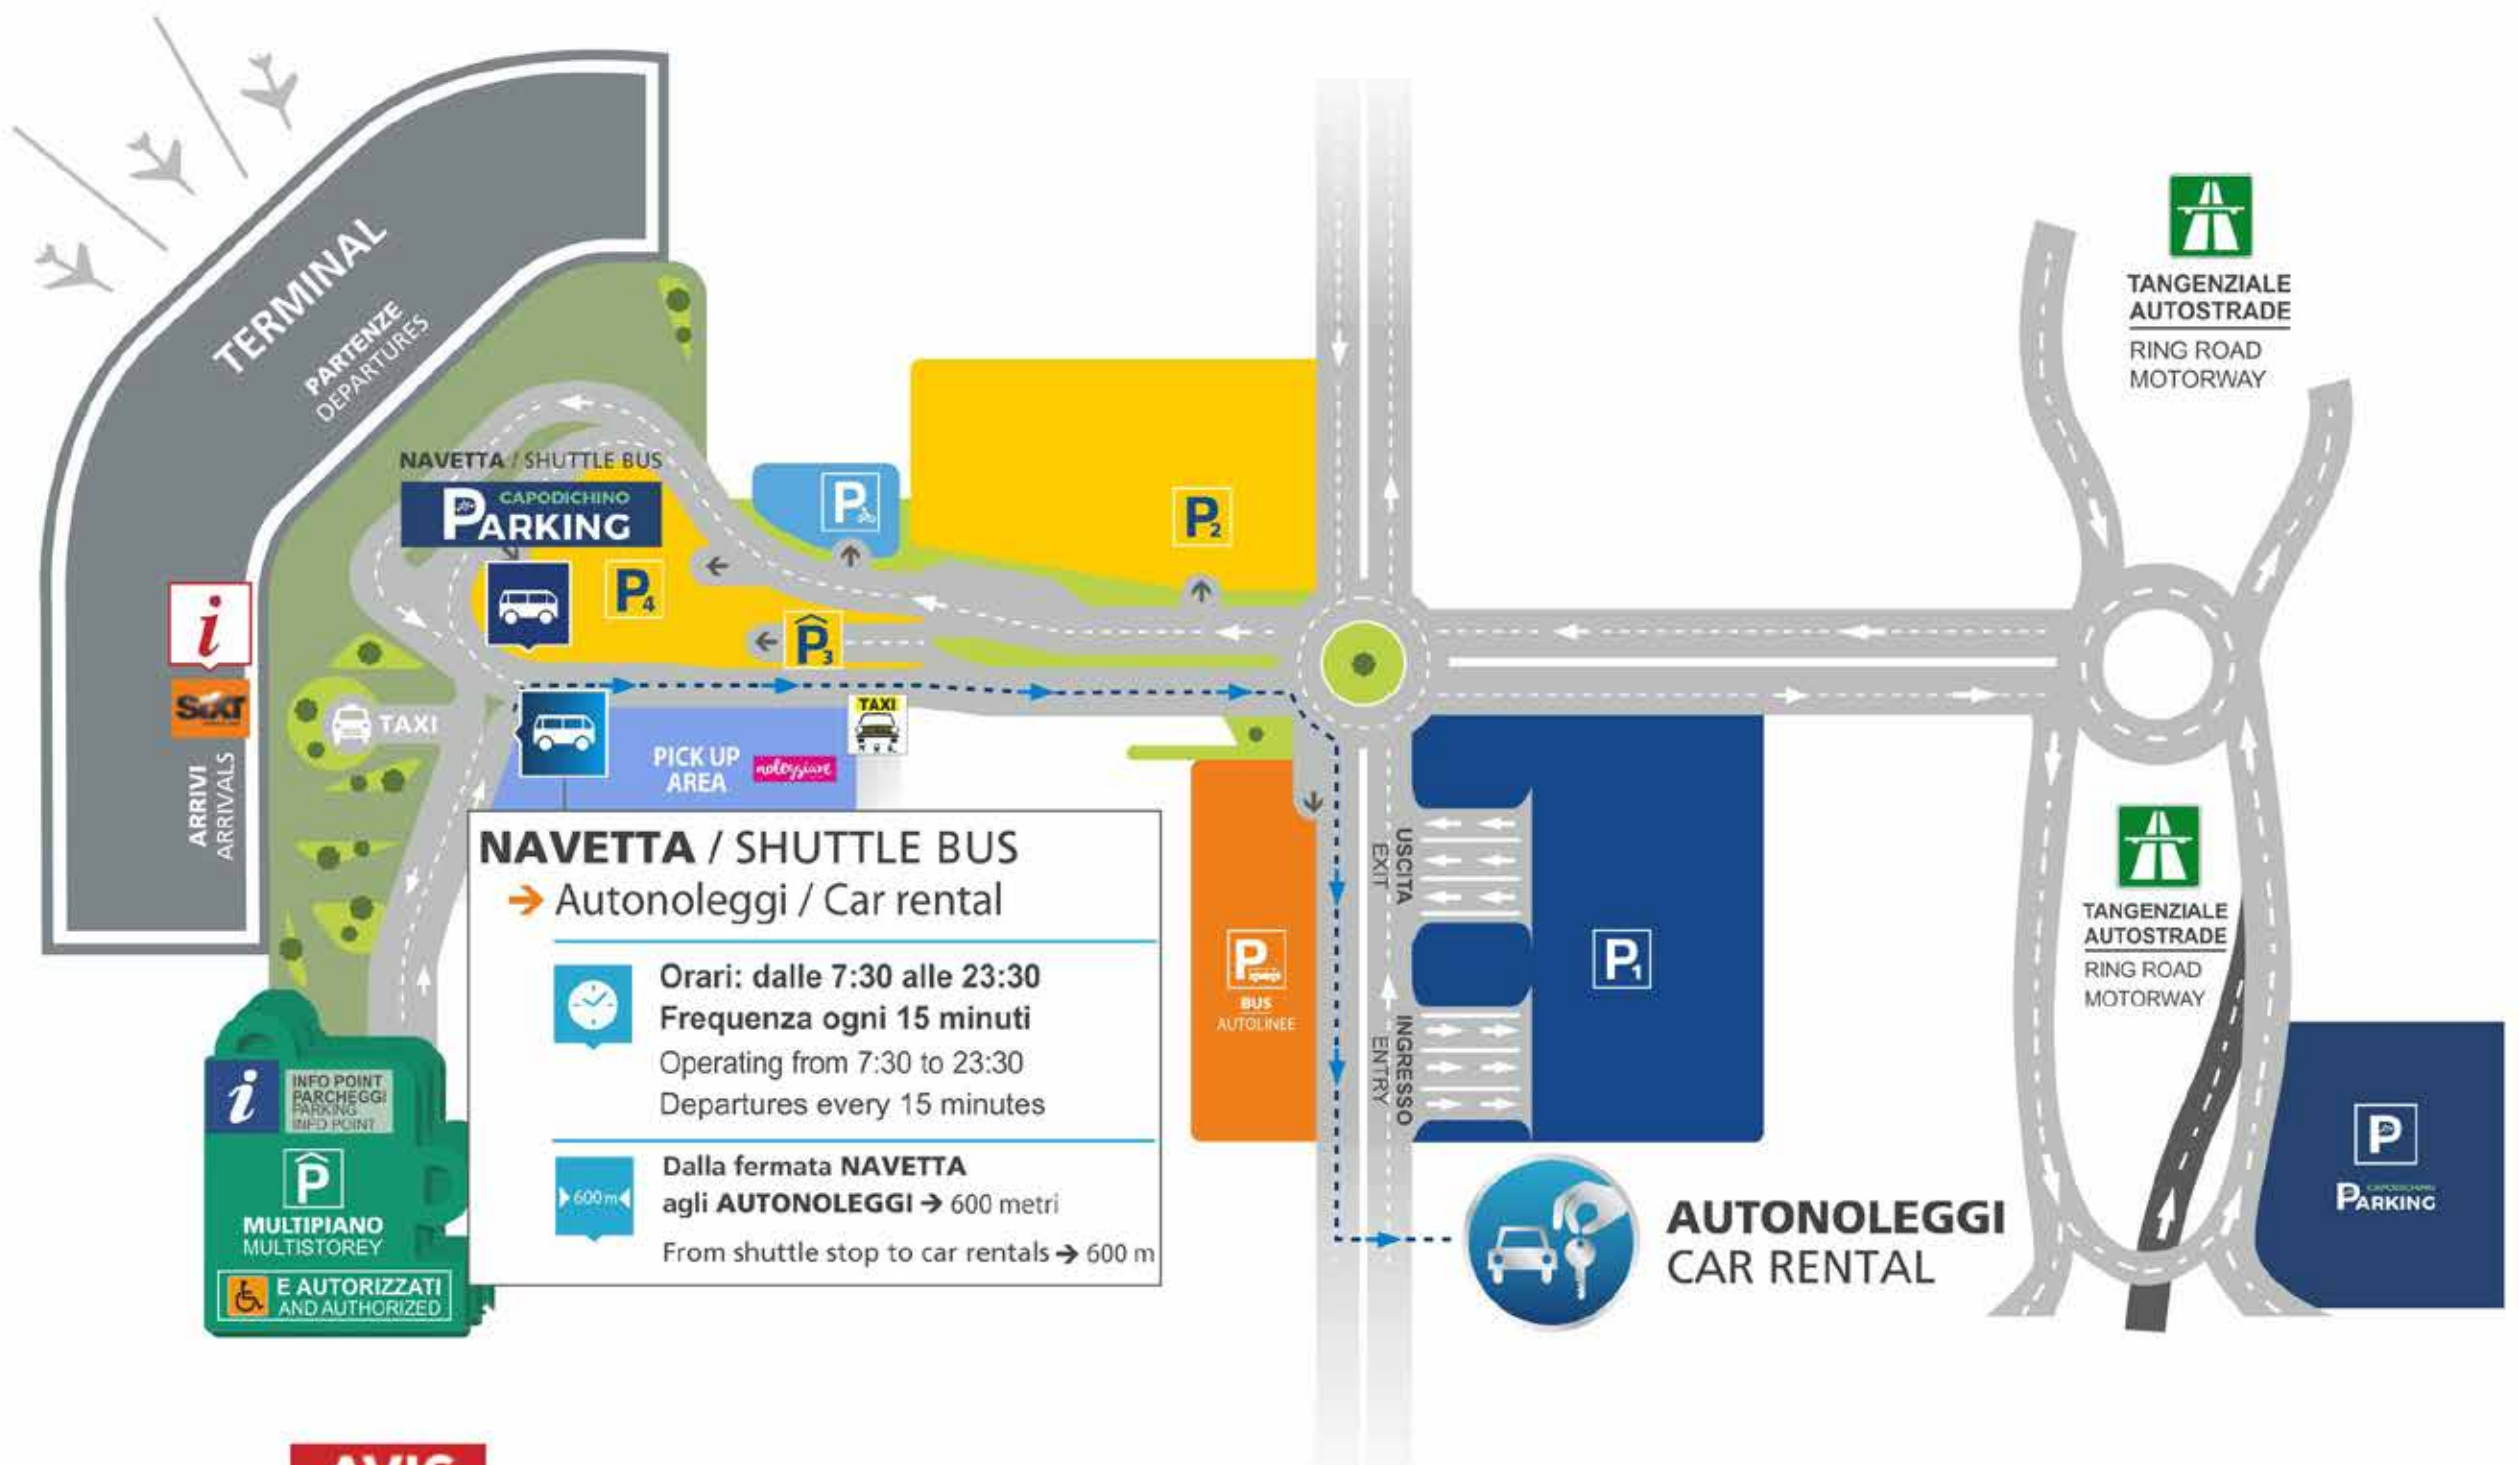 TERMINAL
PARTENZE
DEPARTURES
NAVETTA / SHUTTLE BUS
CAPODICHINO
PARKING
P
P2
P4
P3
i
SIXT
TAXI
ARRIVI
ARRIVALS
PICK UP
AREA
noleggiare
TAXI
TANGENZIALE
AUTOSTRADE
RING ROAD
MOTORWAY
NAVETTA / SHUTTLE BUS
→ Autonoleggi / Car rental
Orari: dalle 7:30 alle 23:30
Frequenza ogni 15 minuti
Operating from 7:30 to 23:30
Departures every 15 minutes
600m
Dalla fermata NAVETTA
agli AUTONOLEGGI → 600 metri
From shuttle stop to car rentals → 600 m
P
BUS
AUTOLINEE
USCITA
EXIT
INGRESSO
ENTRY
P1
TANGENZIALE
AUTOSTRADE
RING ROAD
MOTORWAY
P
CAPODICHINO
PARKING
i
INFO POINT
PARCHEGGI
PARKING
INFO POINT
P
MULTIPIANO
MULTISTOREY
E AUTORIZZATI
AND AUTHORIZED
AUTONOLEGGI
CAR RENTAL
AVIS